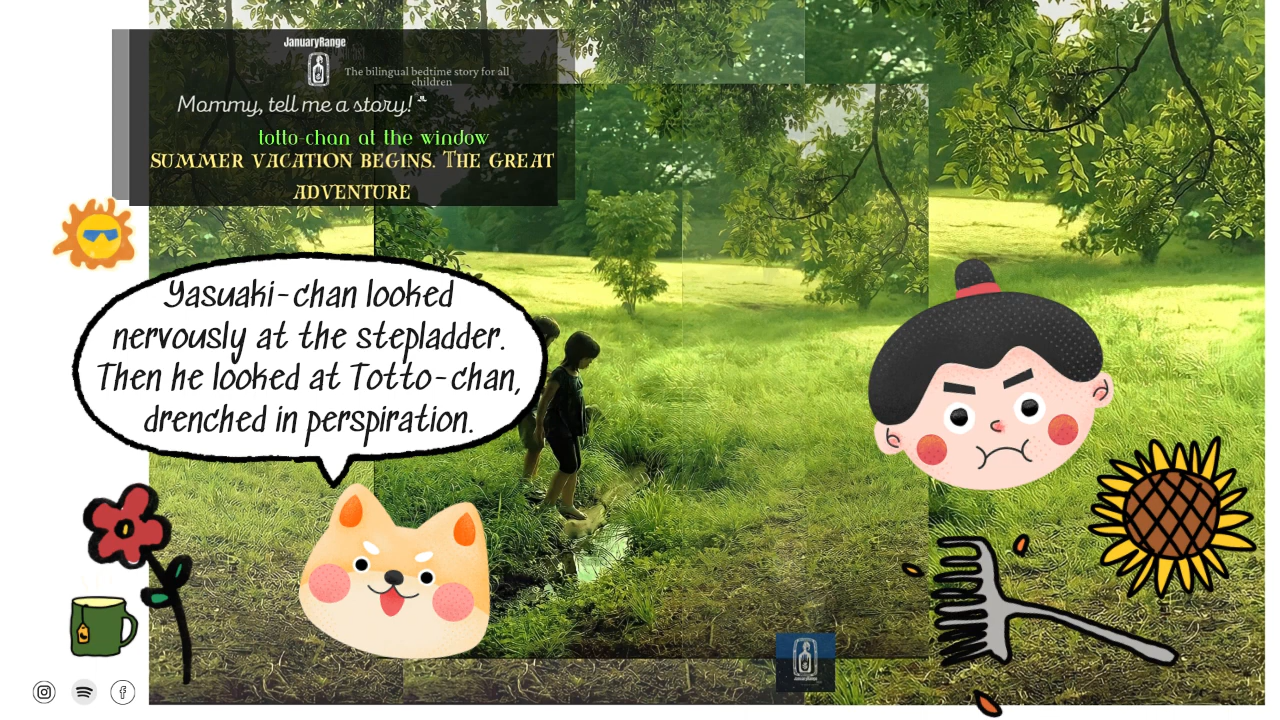 JanuaryRange
The bilingual bedtime story for all
children
Mommy, tell me a story!
totto-chan at the window
SUMMER VACATION BEGINS. THE GREAT
ADVENTURE
Yasuaki-chan looked
nervously at the stepladder.
Then he looked at Totto-chan,
drenched in perspiration.
JanuaryRange